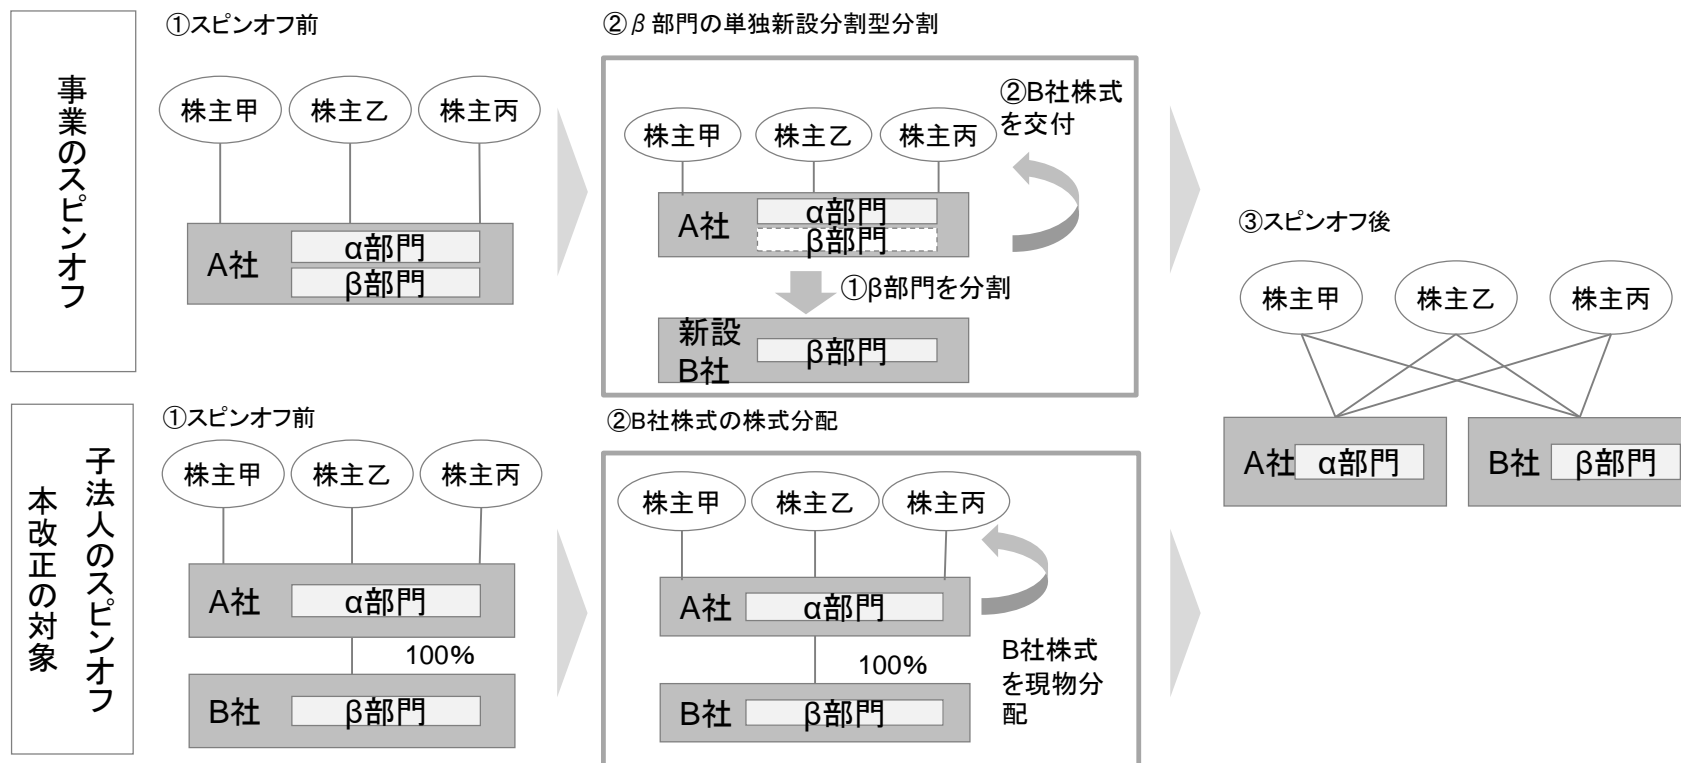 事業のスピンオフ
①スピンオフ前
株主甲
株主乙
株主丙
A社
α部門
β部門
②β部門の単独新設分割型分割
株主甲
株主乙
株主丙
②B社株式
を交付
A社
α部門
β部門
①β部門を分割
新設
B社
β部門
子法人のスピンオフ
本改正の対象
①スピンオフ前
株主甲
株主乙
株主丙
A社
α部門
100%
B社
β部門
②B社株式の株式分配
株主甲
株主乙
株主丙
A社
α部門
100%
B社株式
を現物分
配
B社
β部門
③スピンオフ後
株主甲
株主乙
株主丙
A社
α部門
B社
β部門